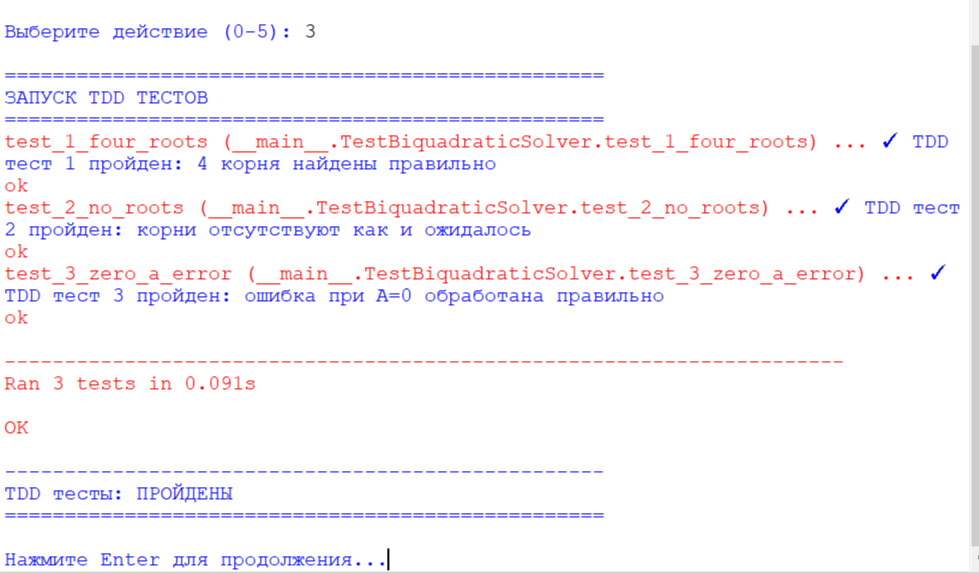 Выберите действие (0-5): 3
==================================================
ЗАПУСК TDD ТЕСТОВ
==================================================
test_1_four_roots (__main__.TestBiquadraticSolver.test_1_four_roots) ... ✓ TDD
тест 1 пройден: 4 корня найдены правильно
ok
test_2_no_roots (__main__.TestBiquadraticSolver.test_2_no_roots) ... ✓ TDD тест
2 пройден: корни отсутствуют как и ожидалось
ok
test_3_zero_a_error (__main__.TestBiquadraticSolver.test_3_zero_a_error) ... ✓
TDD тест 3 пройден: ошибка при A=0 обработана правильно
ok
----------------------------------------------------------------------
Ran 3 tests in 0.091s
OK
--------------------------------------------------
TDD тесты: ПРОЙДЕНЫ
==================================================
Нажмите Enter для продолжения...